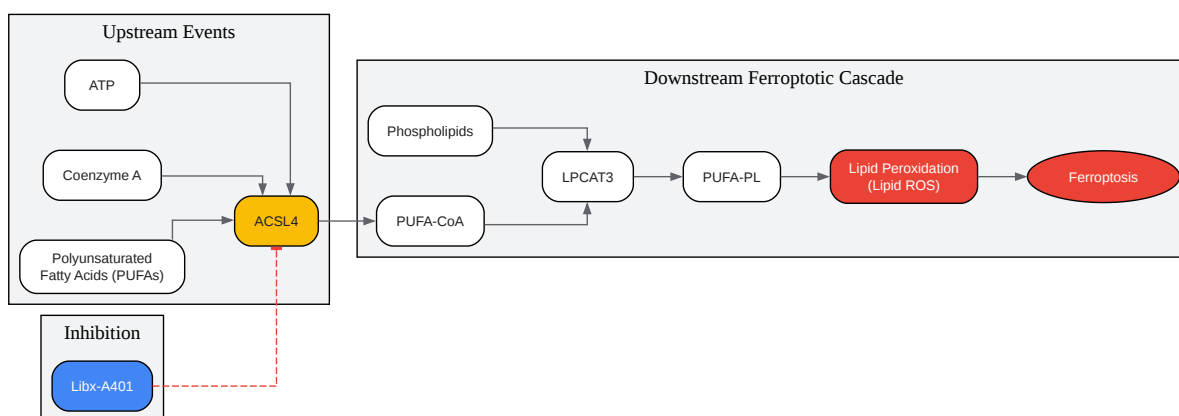 Upstream Events
ATP
Coenzyme A
Polyunsaturated
Fatty Acids (PUFAs)
ACSL4
Inhibition
Libx-A401
Downstream Ferroptotic Cascade
Phospholipids
PUFA-CoA
LPCAT3
PUFA-PL
Lipid Peroxidation
(Lipid ROS)
Ferroptosis